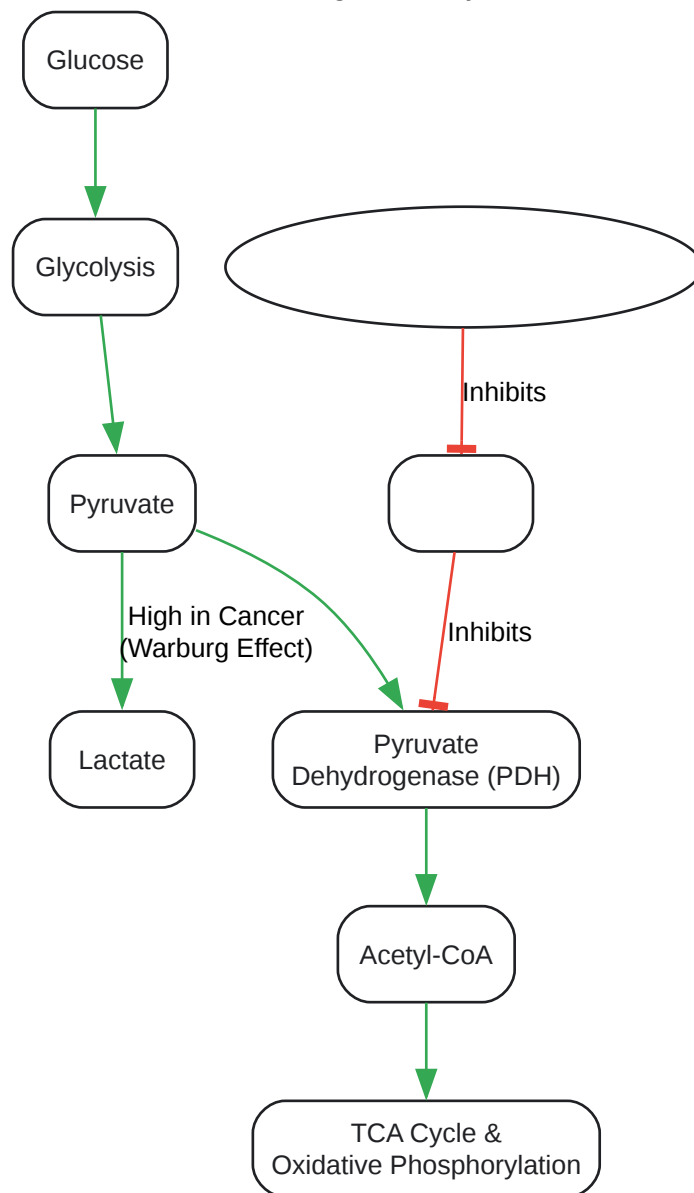 Glucose
Glycolysis
Inhibits
Pyruvate
High in Cancer
(Warburg Effect)
Inhibits
Lactate
Pyruvate
Dehydrogenase (PDH)
Acetyl-CoA
TCA Cycle &
Oxidative Phosphorylation